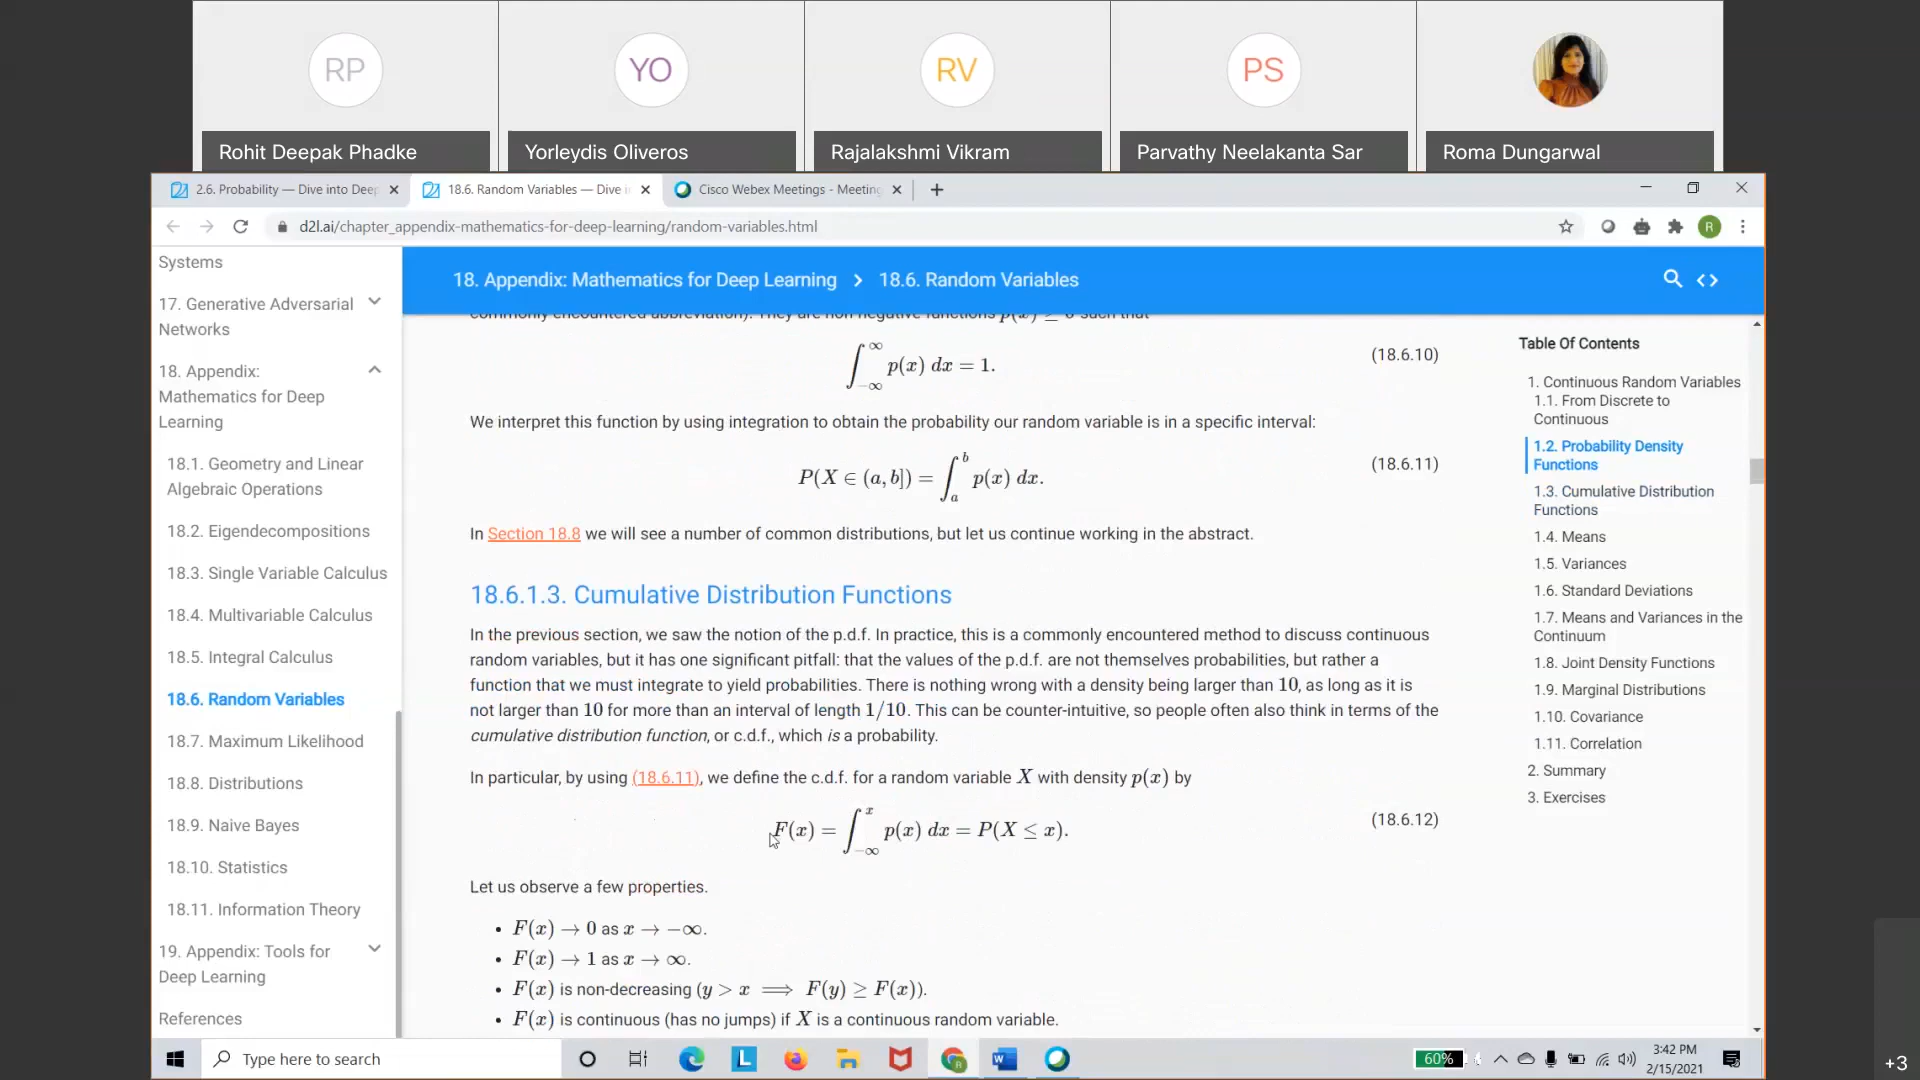 RP YO RV PS
Rohit Deepak Phadke Yorleydis Oliveros Rajalakshmi Vikram Parvathy Neelakanta Sar Roma Dungarwal
2.6. Probability — Dive into Deep 18.6. Random Variables — Dive i Cisco Webex Meetings - Meeting
d2l.ai/chapter_appendix-mathematics-for-deep-learning/random-variables.html R
Systems
17. Generative Adversarial
Networks
18. Appendix:
Mathematics for Deep
Learning
18.1. Geometry and Linear
Algebraic Operations
18.2. Eigendecompositions
18.3. Single Variable Calculus
18.4. Multivariable Calculus
18.5. Integral Calculus
18.6. Random Variables
18.7. Maximum Likelihood
18.8. Distributions
18.9. Naive Bayes
18.10. Statistics
18.11. Information Theory
19. Appendix: Tools for
Deep Learning
References
18. Appendix: Mathematics for Deep Learning > 18.6. Random Variables
commonly encountered abbreviation). They are non-negative functions p(x) ≥ 0 such that
∫_{-∞}^{∞} p(x) dx = 1. (18.6.10)
We interpret this function by using integration to obtain the probability our random variable is in a specific interval:
P(X ∈ (a, b]) = ∫_a^b p(x) dx. (18.6.11)
In Section 18.8 we will see a number of common distributions, but let us continue working in the abstract.
18.6.1.3. Cumulative Distribution Functions
In the previous section, we saw the notion of the p.d.f. In practice, this is a commonly encountered method to discuss continuous
random variables, but it has one significant pitfall: that the values of the p.d.f. are not themselves probabilities, but rather a
function that we must integrate to yield probabilities. There is nothing wrong with a density being larger than 10, as long as it is
not larger than 10 for more than an interval of length 1/10. This can be counter-intuitive, so people often also think in terms of the
cumulative distribution function, or c.d.f., which is a probability.
In particular, by using (18.6.11), we define the c.d.f. for a random variable X with density p(x) by
F(x) = ∫_{-∞}^{x} p(x) dx = P(X ≤ x). (18.6.12)
Let us observe a few properties.
• F(x) → 0 as x → −∞.
• F(x) → 1 as x → ∞.
• F(x) is non-decreasing (y > x ⟹ F(y) ≥ F(x)).
• F(x) is continuous (has no jumps) if X is a continuous random variable.
Table Of Contents
1. Continuous Random Variables
1.1. From Discrete to
Continuous
1.2. Probability Density
Functions
1.3. Cumulative Distribution
Functions
1.4. Means
1.5. Variances
1.6. Standard Deviations
1.7. Means and Variances in the
Continuum
1.8. Joint Density Functions
1.9. Marginal Distributions
1.10. Covariance
1.11. Correlation
2. Summary
3. Exercises
Type here to search
60%
3:42 PM
2/15/2021
+3